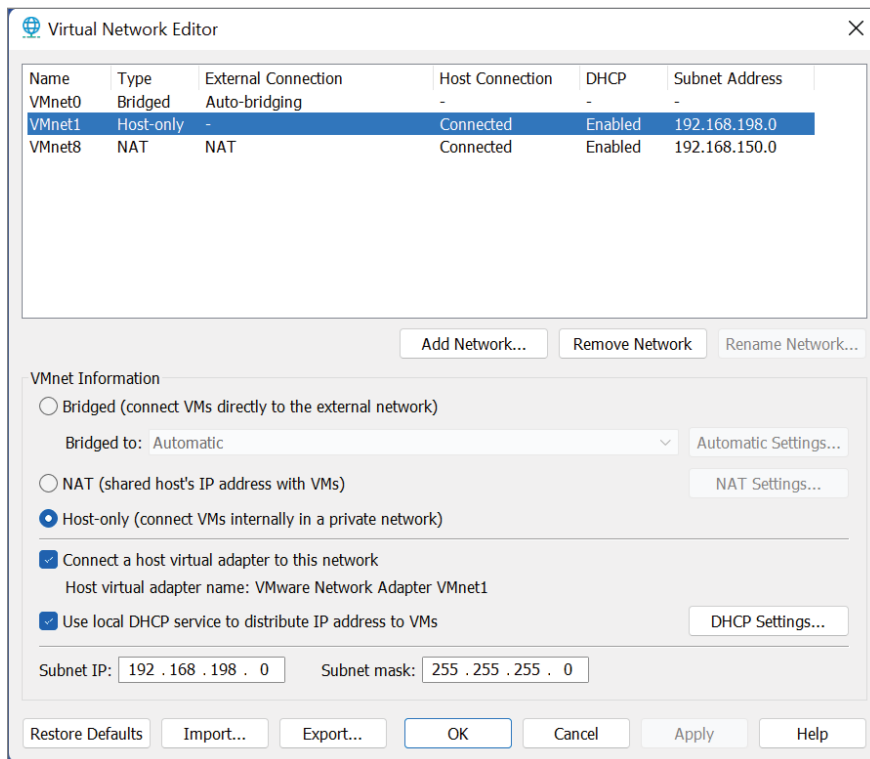 Virtual Network Editor
Name Type External Connection Host Connection DHCP Subnet Address
VMnet0 Bridged Auto-bridging - - -
VMnet1 Host-only - Connected Enabled 192.168.198.0
VMnet8 NAT NAT Connected Enabled 192.168.150.0
Add Network... Remove Network Rename Network...
VMnet Information
Bridged (connect VMs directly to the external network)
Bridged to: Automatic Automatic Settings...
NAT (shared host's IP address with VMs) NAT Settings...
Host-only (connect VMs internally in a private network)
Connect a host virtual adapter to this network
Host virtual adapter name: VMware Network Adapter VMnet1
Use local DHCP service to distribute IP address to VMs DHCP Settings...
Subnet IP: 192 . 168 . 198 . 0 Subnet mask: 255 . 255 . 255 . 0
Restore Defaults Import... Export... OK Cancel Apply Help